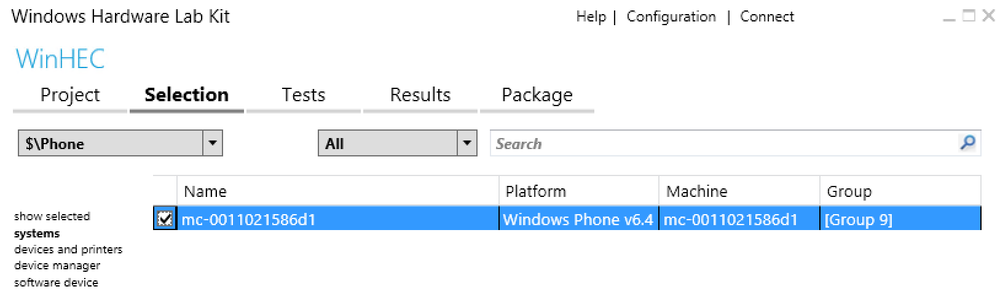 Windows Hardware Lab Kit Help | Configuration | Connect
WinHEC
Project Selection Tests Results Package
$\Phone All Search
Name Platform Machine Group
mc-0011021586d1 Windows Phone v6.4 mc-0011021586d1 [Group 9]
show selected
systems
devices and printers
device manager
software device